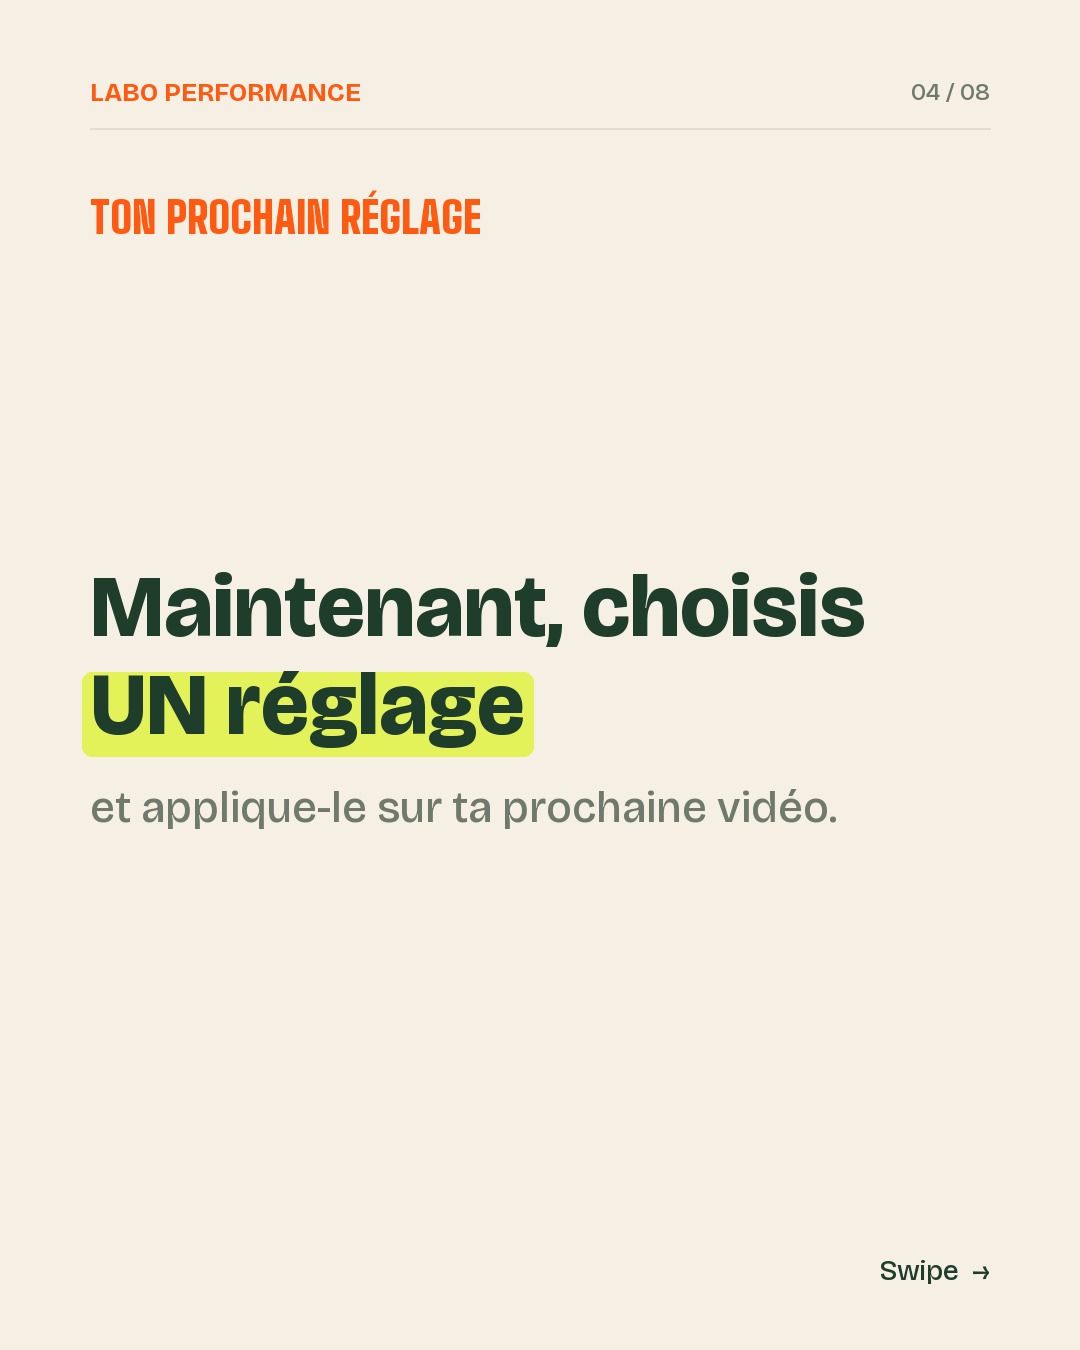 LABO PERFORMANCE
04 / 08
TON PROCHAIN RÉGLAGE
Maintenant, choisis
UN réglage
et applique-le sur ta prochaine vidéo.
Swipe →